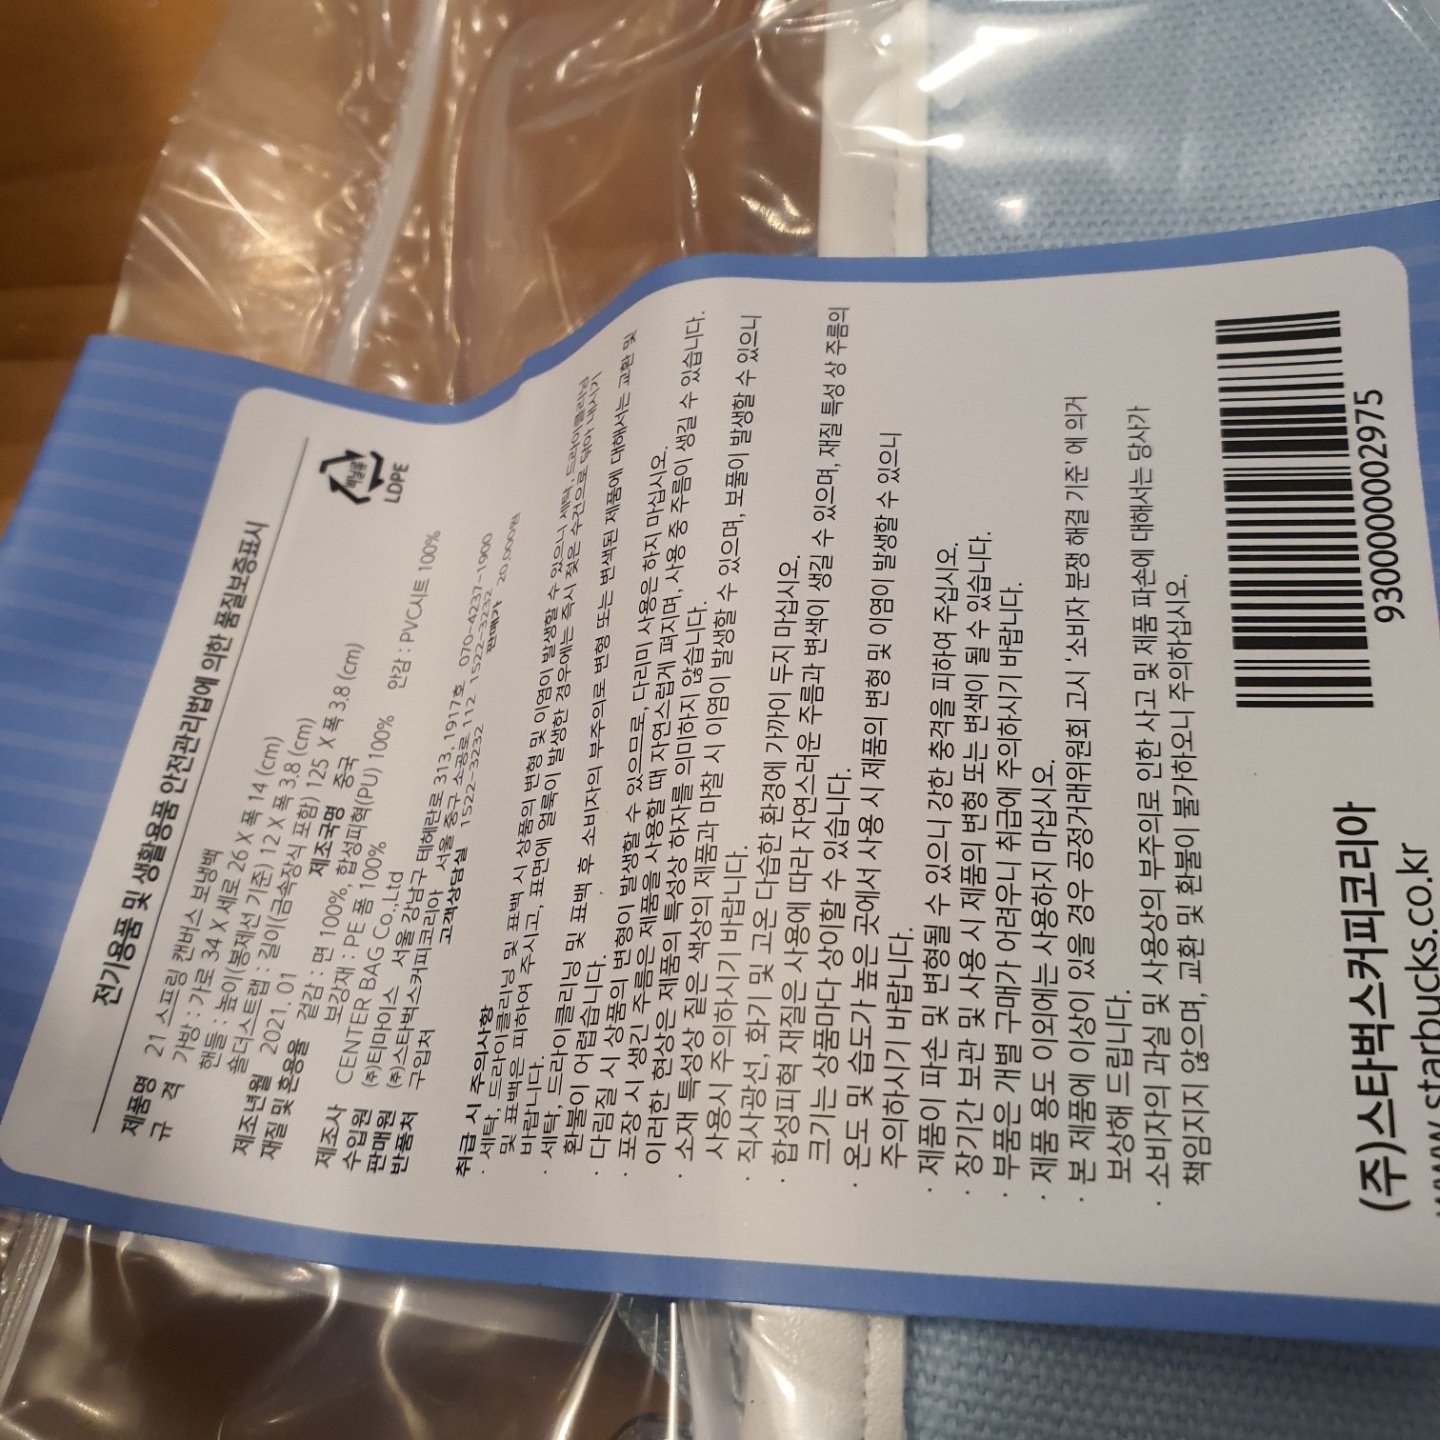 전기용품 및 생활용품 안전관리법에 의한 품질보증표시
제품명 21 스프링 캔버스 보냉백
규 격 가방 : 가로 34 X 세로 26 X 폭 14 (cm)
핸들 : 높이(봉제선 기준) 12 X 폭 3.8 (cm)
숄더스트랩 : 길이(금속장식 포함) 125 X 폭 3.8 (cm)
제조년월 2021. 01 제조국명 중국
재질 및 혼용율 겉감 : 면 100%, 합성피혁(PU) 100% 안감 : PVC시트 100%
보강재 : PE 폼 100%
제조사 CENTER BAG Co.,Ltd
수입원 (주)티마이스 서울 강남구 테헤란로 313, 1917호 070-4237-1900
판매원 (주)스타벅스커피코리아 서울 중구 소공로 112 1522-3232
반품처 구입처 고객상담실 1522-3232 판매가 20,000원
비닐류
LDPE
취급 시 주의사항
· 세탁, 드라이클리닝 및 표백 시 상품의 변형 및 이염이 발생할 수 있으니 세탁, 드라이클리닝
및 표백은 피하여 주시고, 표면에 얼룩이 발생한 경우에는 즉시 젖은 수건으로 닦아 내시기
바랍니다.
· 세탁, 드라이클리닝 및 표백 후 소비자의 부주의로 변형 또는 변색된 제품에 대해서는 교환 및
환불이 어렵습니다.
· 다림질 시 상품의 변형이 발생할 수 있으므로, 다리미 사용은 하지 마십시오.
· 포장 시 생긴 주름은 제품을 사용할 때 자연스럽게 펴지며, 사용 중 주름이 생길 수 있습니다.
이러한 현상은 제품의 특성상 하자를 의미하지 않습니다.
· 소재 특성상 짙은 색상의 제품과 마찰 시 이염이 발생할 수 있으며, 보풀이 발생할 수 있으니
사용시 주의하시기 바랍니다.
· 직사광선, 화기 및 고온 다습한 환경에 가까이 두지 마십시오.
· 합성피혁 재질은 사용에 따라 자연스러운 주름과 변색이 생길 수 있으며, 재질 특성 상 주름의
크기는 상품마다 상이할 수 있습니다.
· 온도 및 습도가 높은 곳에서 사용 시 제품의 변형 및 이염이 발생할 수 있으니
주의하시기 바랍니다.
· 제품이 파손 및 변형될 수 있으니 강한 충격을 피하여 주십시오.
· 장기간 보관 및 사용 시 제품의 변형 또는 변색이 될 수 있습니다.
· 부품은 개별 구매가 어려우니 취급에 주의하시기 바랍니다.
· 제품 용도 이외에는 사용하지 마십시오.
· 본 제품에 이상이 있을 경우 공정거래위원회 고시 '소비자 분쟁 해결 기준' 에 의거
보상해 드립니다.
· 소비자의 과실 및 사용상의 부주의로 인한 사고 및 제품 파손에 대해서는 당사가
책임지지 않으며, 교환 및 환불이 불가하오니 주의하십시오.
9300000002975
(주)스타벅스커피코리아
www.starbucks.co.kr